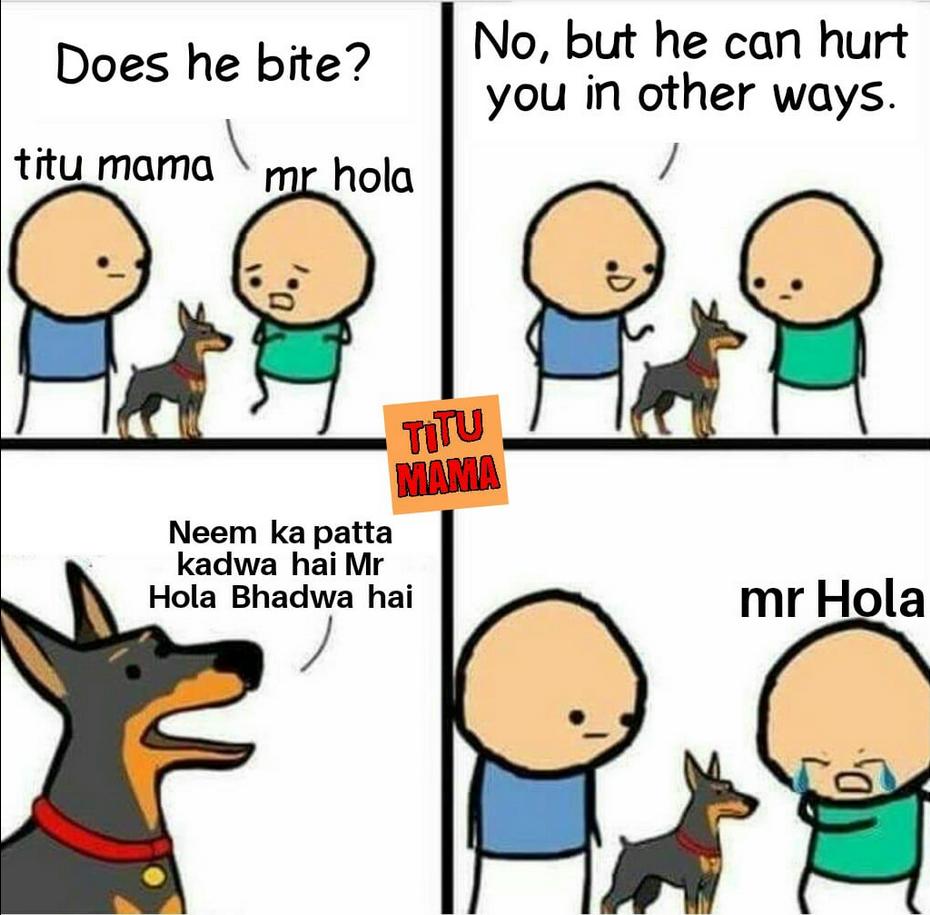 Does he bite?
titu mama
mr hola
No, but he can hurt
you in other ways.
TiTU
MAMA
Neem ka patta
kadwa hai Mr
Hola Bhadwa hai
mr Hola